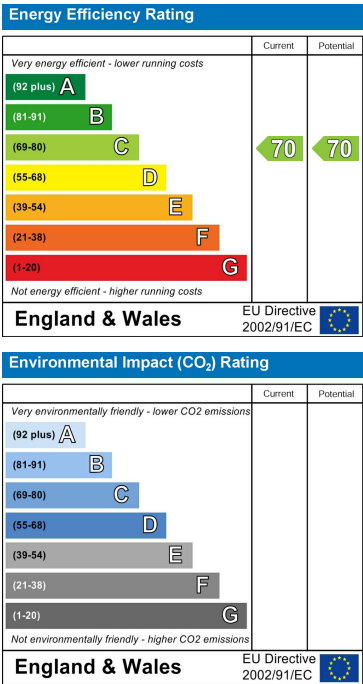 Energy Efficiency Rating
Current Potential
Very energy efficient - lower running costs
(92 plus) A
(81-91) B
(69-80) C 70 70
(55-68) D
(39-54) E
(21-38) F
(1-20) G
Not energy efficient - higher running costs
England & Wales
EU Directive
2002/91/EC
Environmental Impact (CO₂) Rating
Current Potential
Very environmentally friendly - lower CO2 emissions
(92 plus) A
(81-91) B
(69-80) C
(55-68) D
(39-54) E
(21-38) F
(1-20) G
Not environmentally friendly - higher CO2 emissions
England & Wales
EU Directive
2002/91/EC